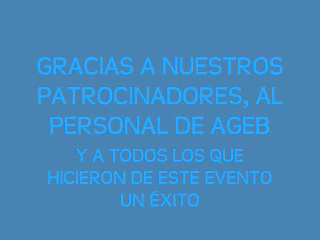 GRACIAS A NUESTROS
PATROCINADORES, AL
PERSONAL DE AGEB
Y A TODOS LOS QUE
HICIERON DE ESTE EVENTO
UN ÉXITO